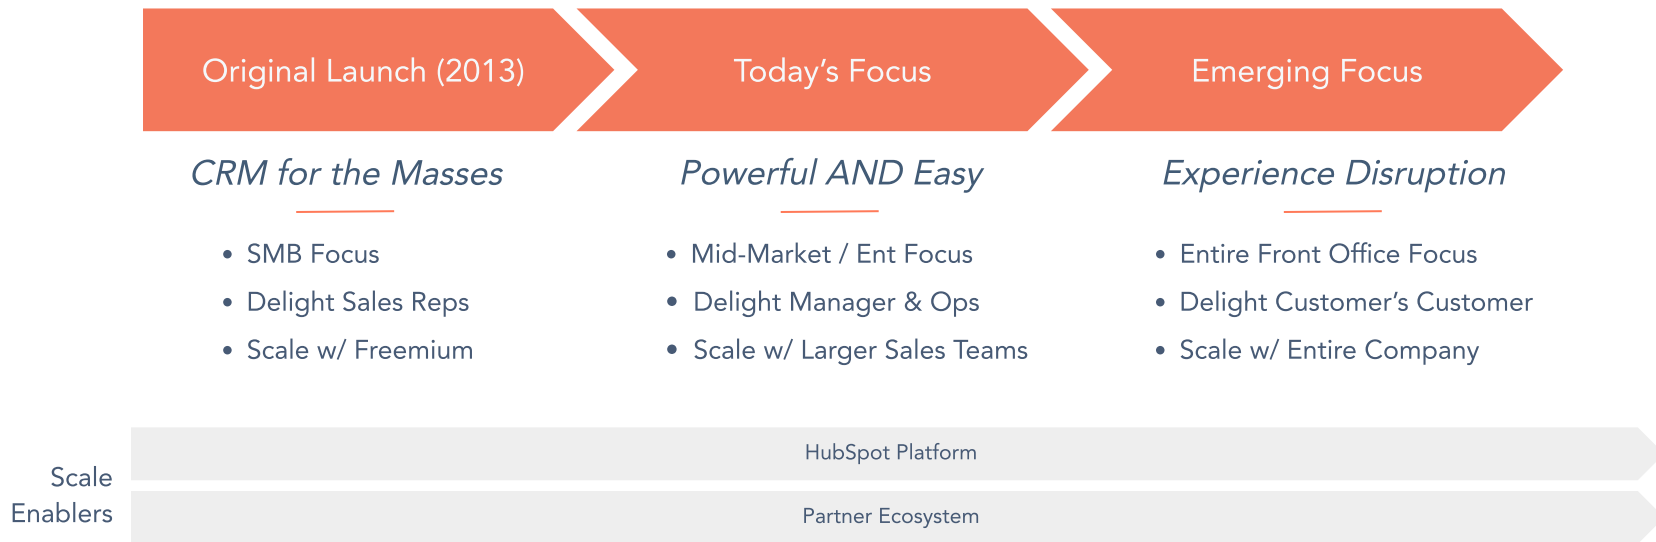 Original Launch (2013)
Today's Focus
Emerging Focus
CRM for the Masses
Powerful AND Easy
Experience Disruption
• SMB Focus
• Delight Sales Reps
• Scale w/ Freemium
• Mid-Market / Ent Focus
• Delight Manager & Ops
• Scale w/ Larger Sales Teams
• Entire Front Office Focus
• Delight Customer's Customer
• Scale w/ Entire Company
Scale
Enablers
HubSpot Platform
Partner Ecosystem